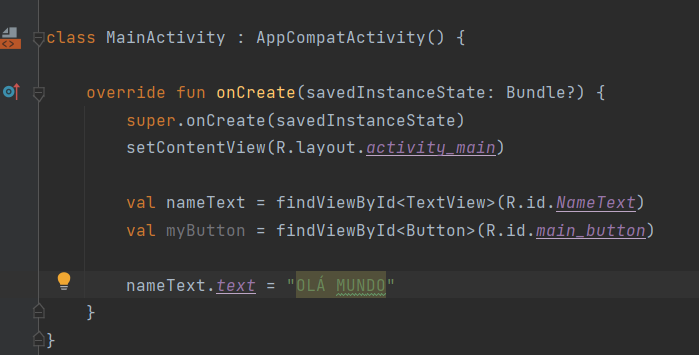 class MainActivity : AppCompatActivity() {
override fun onCreate(savedInstanceState: Bundle?) {
super.onCreate(savedInstanceState)
setContentView(R.layout.activity_main)
val nameText = findViewById<TextView>(R.id.NameText)
val myButton = findViewById<Button>(R.id.main_button)
nameText.text = "OLÁ MUNDO"
}
}